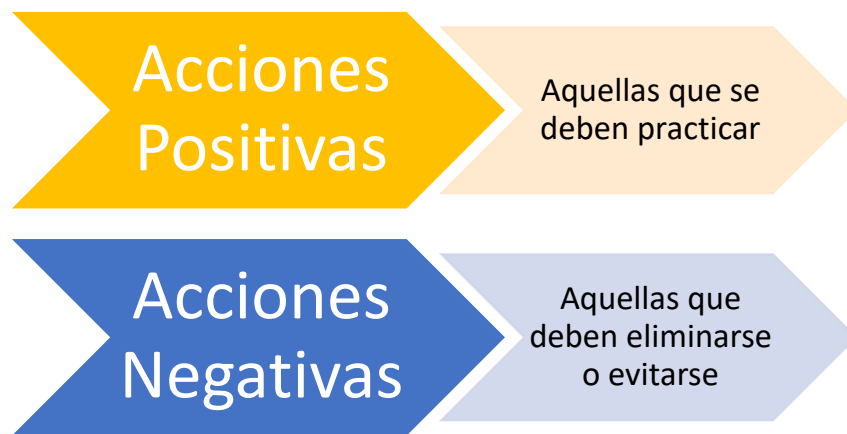 Acciones
Positivas
Aquellas que se
deben practicar
Acciones
Negativas
Aquellas que
deben eliminarse
o evitarse